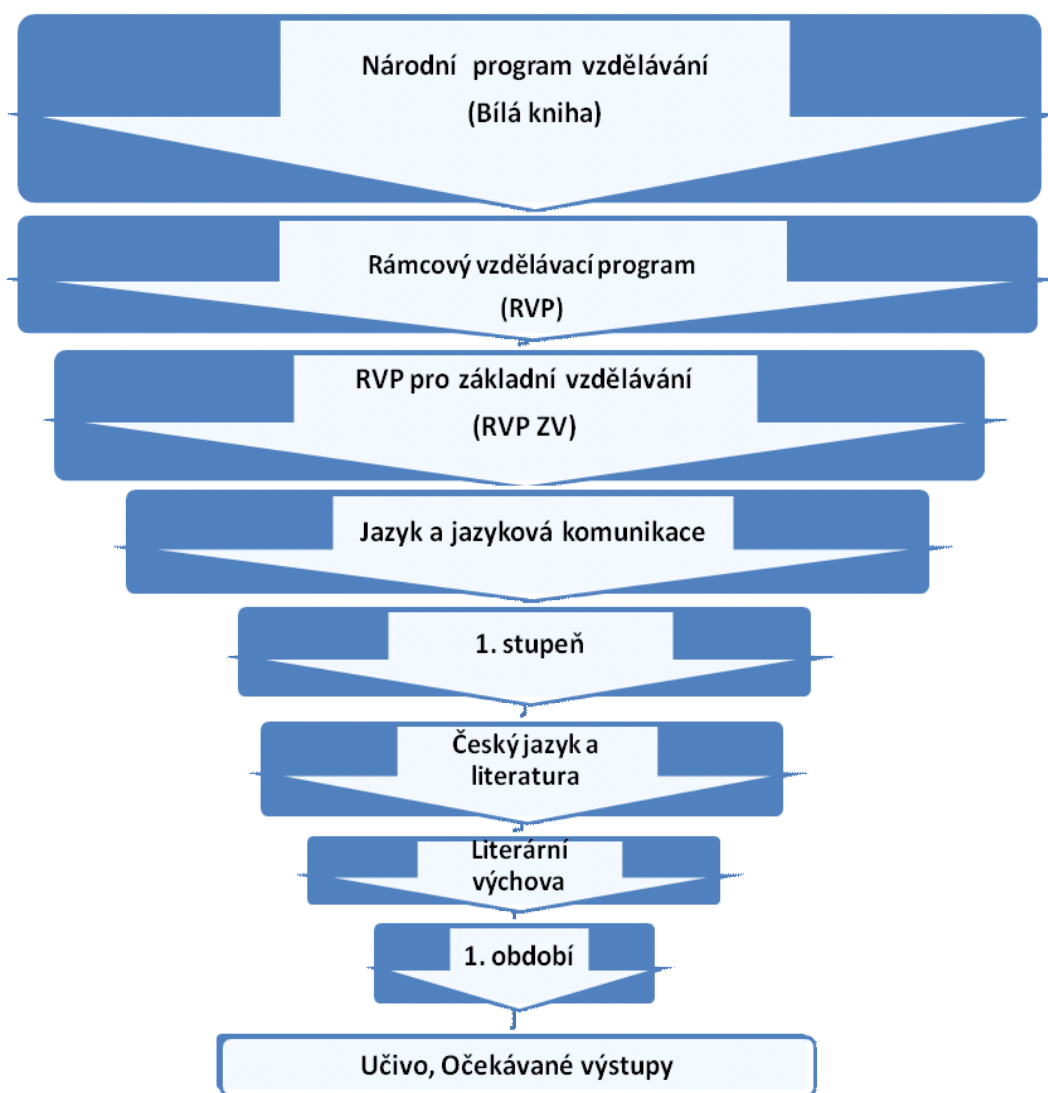 Národní program vzdělávání
(Bílá kniha)
Rámcový vzdělávací program
(RVP)
RVP pro základní vzdělávání
(RVP ZV)
Jazyk a jazyková komunikace
1. stupeň
Český jazyk a
literatura
Literární
výchova
1. období
Učivo, Očekávané výstupy